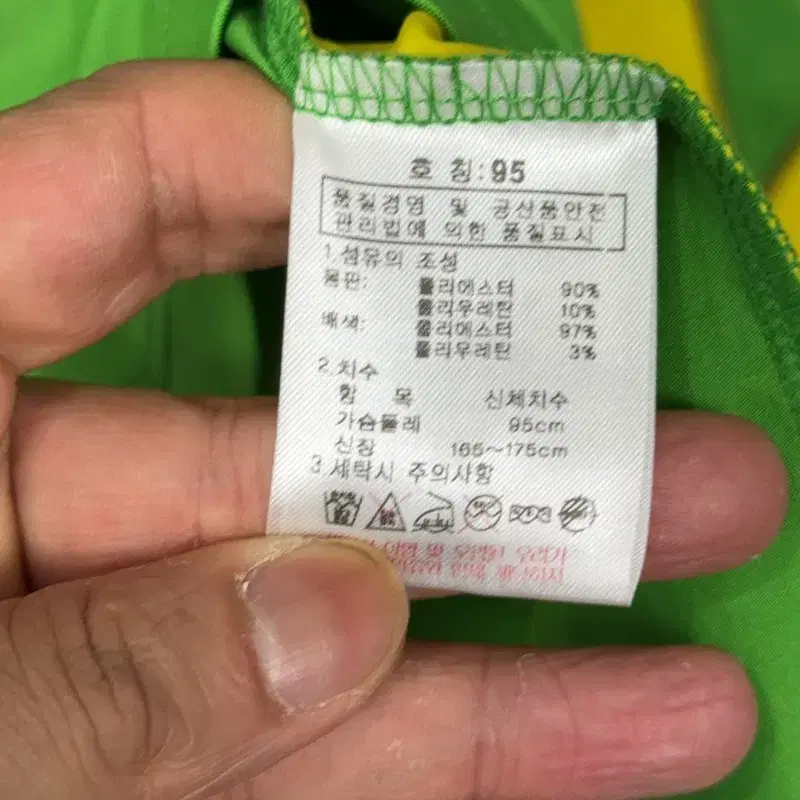 호 칭:95
품질경영 및 공산품안전
관리법에 의한 품질표시
1.섬유의 조성
몸판: 폴리에스터 90%
폴리우레탄 10%
배색: 폴리에스터 97%
폴리우레탄 3%
2.치수
항 목 신체치수
가슴둘레 95cm
신장 165~175cm
3.세탁시 주의사항